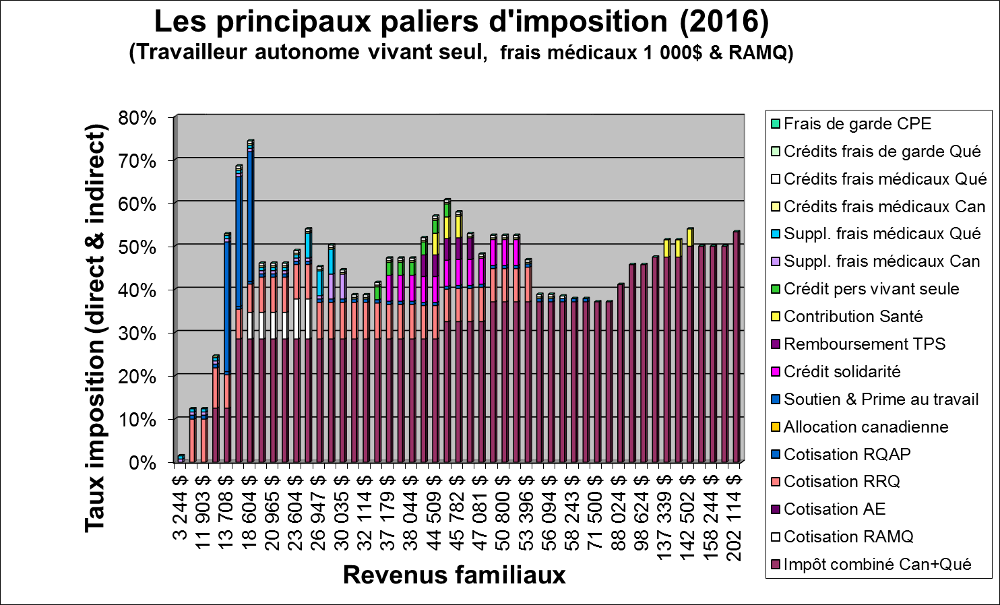 Les principaux paliers d'imposition (2016)
(Travailleur autonome vivant seul, frais médicaux 1 000$ & RAMQ)
Taux imposition (direct & indirect)
80%
70%
60%
50%
40%
30%
20%
10%
0%
3 244 $
11 903 $
13 708 $
18 604 $
20 965 $
23 604 $
26 947 $
30 035 $
32 114 $
37 179 $
38 044 $
44 509 $
45 782 $
47 081 $
50 800 $
53 396 $
56 094 $
58 243 $
71 500 $
88 024 $
98 624 $
137 339 $
142 502 $
158 244 $
202 114 $
Revenus familiaux
Frais de garde CPE
Crédits frais de garde Qué
Crédits frais médicaux Qué
Crédits frais médicaux Can
Suppl. frais médicaux Qué
Suppl. frais médicaux Can
Crédit pers vivant seule
Contribution Santé
Remboursement TPS
Crédit solidarité
Soutien & Prime au travail
Allocation canadienne
Cotisation RQAP
Cotisation RRQ
Cotisation AE
Cotisation RAMQ
Impôt combiné Can+Qué